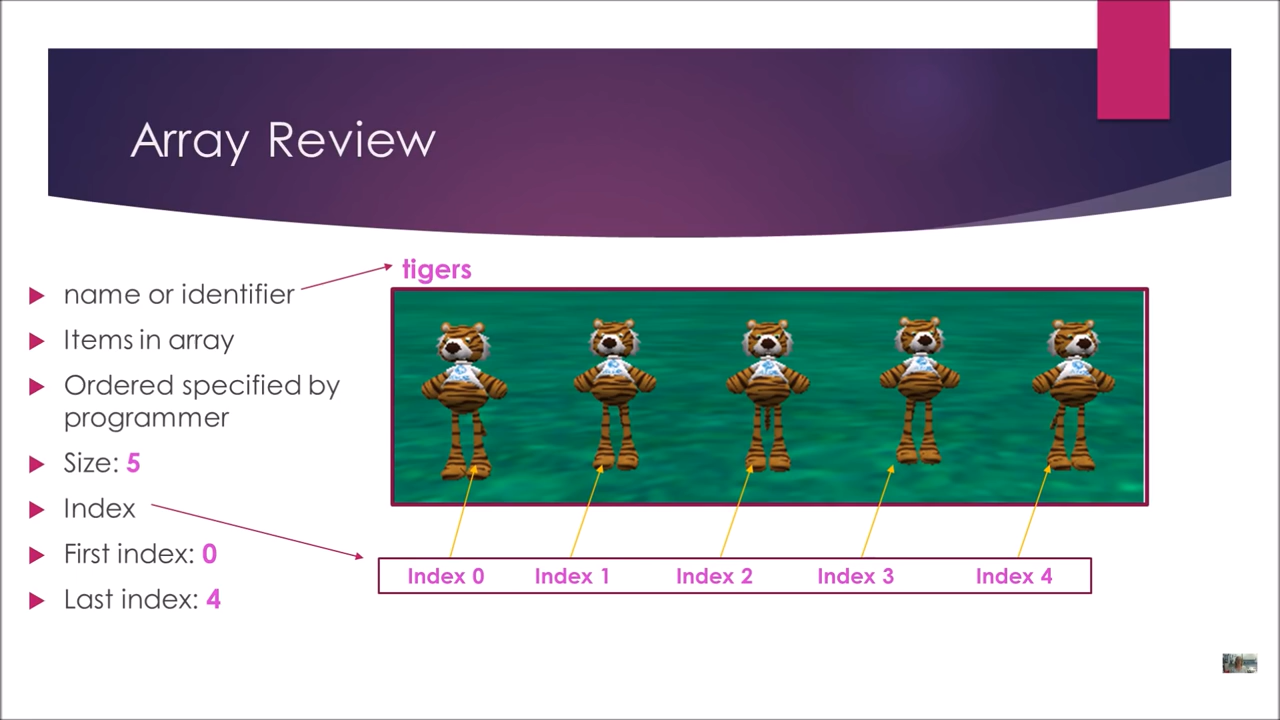 Array Review
name or identifier
Items in array
Ordered specified by
programmer
Size: 5
Index
First index: 0
Last index: 4
tigers
Index 0
Index 1
Index 2
Index 3
Index 4